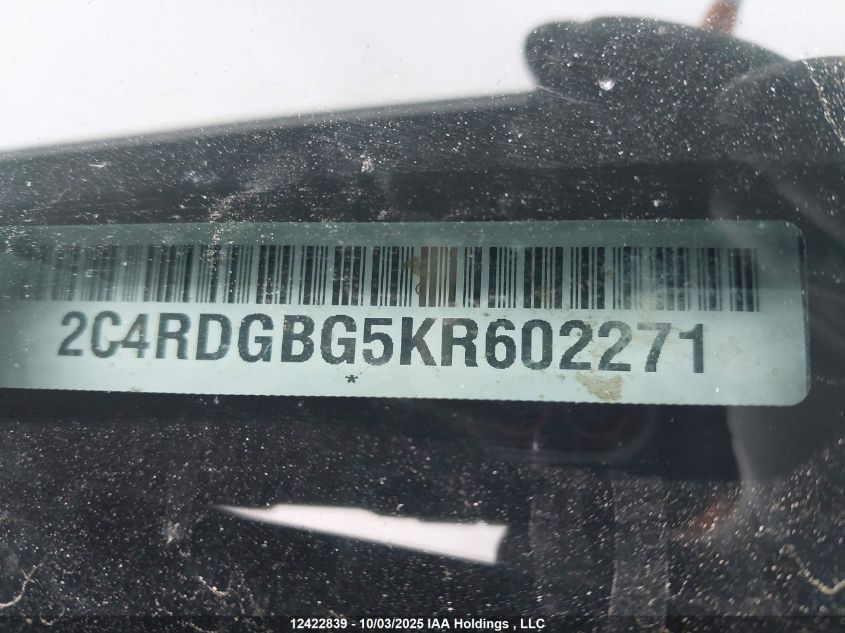 2C4RDGBG5KR602271
*
12422839 - 10/03/2025 IAA Holdings , LLC